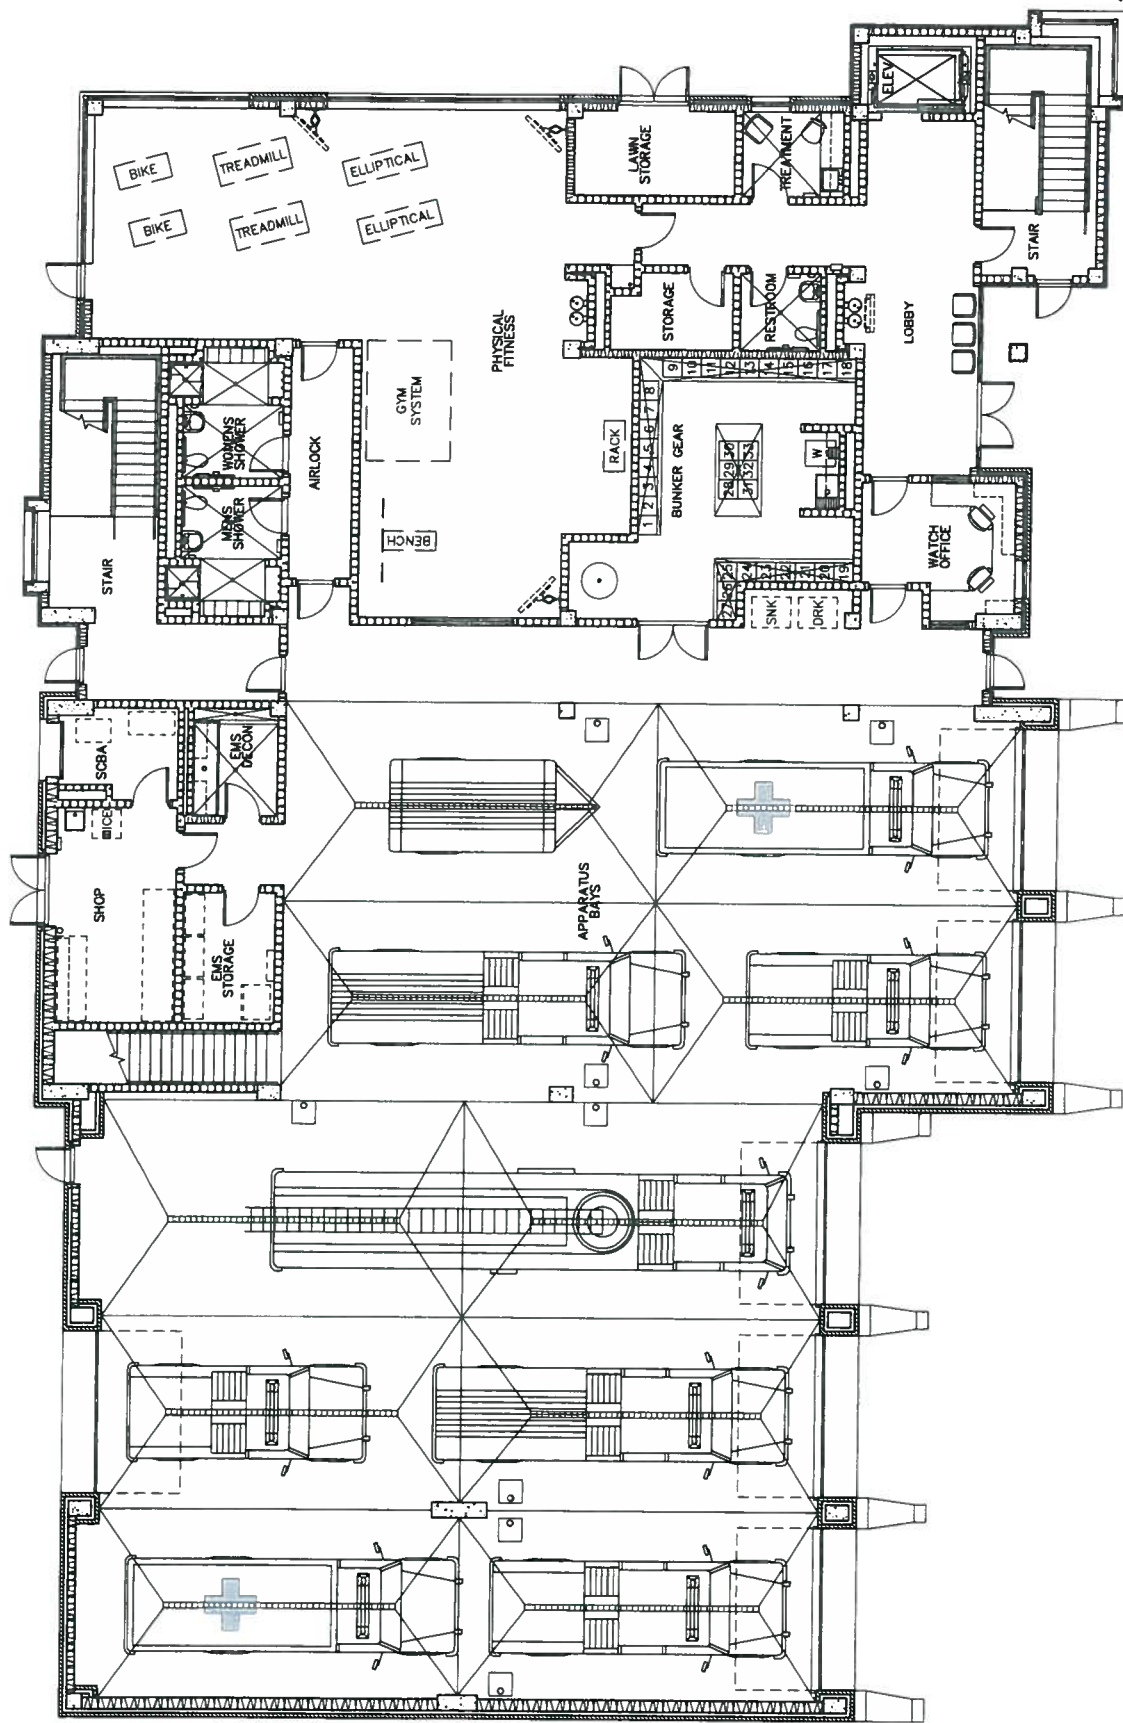 ELEV
BIKE
TREADMILL
ELLIPTICAL
BIKE
TREADMILL
ELLIPTICAL
LAWN
STORAGE
TREATMENT
STAIR
STORAGE
RESTROOM
LOBBY
PHYSICAL
FITNESS
GYM
SYSTEM
WOMENS
SHOWER
MENS
SHOWER
AIRLOCK
STAIR
BENCH
RACK
BUNKER GEAR
1 2 3 4 5 6 7 8
9
10
11
12
13
14
15
16
17
18
28 29 30
31 32 33
W
27 26 25
24
23
22
21
20
19
SNK
DRK
WATCH
OFFICE
SCBA
EMS
DECON
ICE
SHOP
EMS
STORAGE
APPARATUS
BAYS